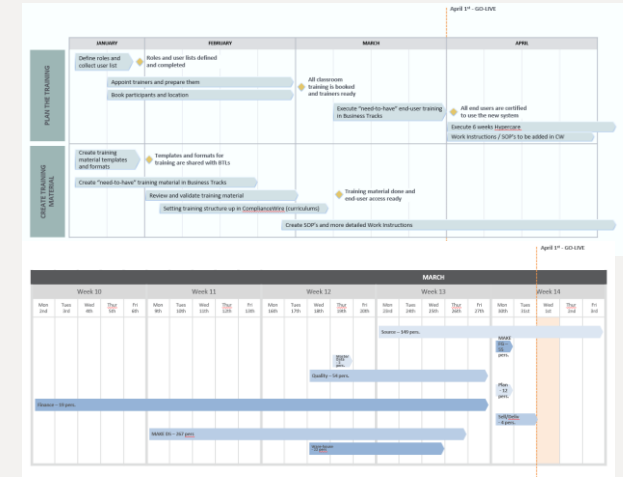 April 1ˢᵗ - GO-LIVE
JANUARY FEBRUARY MARCH APRIL
PLAN THE TRAINING
Define roles and
collect user list
Roles and user lists defined
and completed
Appoint trainers and prepare them
Book participants and location
All classroom
training is booked
and trainers ready
Execute "need-to-have" end-user training
in Business Tracks
All end users are certified
to use the new system
Execute 6 weeks Hypercare
Work Instructions / SOP's to be added in CW
CREATE TRAINING
MATERIAL
Create training
material templates
and formats
Templates and formats for
training are shared with
Create "need-to-have" training material in Business Tracks
Review and validate training material
Setting training structure up in ComplianceWire (curriculums)
Training material done and
end-user access ready
Create SOP's and more detailed Work Instructions
April 1ˢᵗ - GO-LIVE
MARCH
Week 10 Week 11 Week 12 Week 13 Week 14
Mon Tues Wed Thur Fri Mon Tues Wed Thur Fri Mon Tues Wed Thur Fri Mon Tues Wed Thur Fri Mon Tues Wed Thur Fri
2nd 3rd 4th 5th 6th 9th 10th 11th 12th 13th 16th 17th 18th 19th 20th 23rd 24th 25th 26th 27th 30th 31st 1st 2nd 3rd
Source – 149 pers.
MAKE
pers.
pers.
Quality – 54 pers.
Plan
- 12
pers.
Finance – pers.
- 4 pers.
MAKE DS – 267 pers